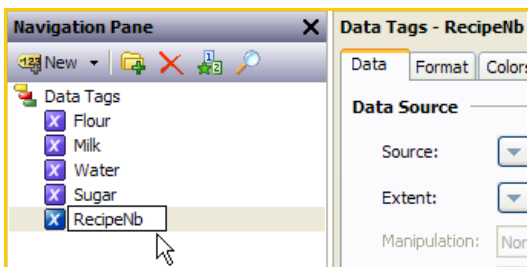 Navigation Pane
Data Tags - RecipeNb
New
Data Format Colors
Data Tags
Data Source
Flour
Milk
Source:
Water
Sugar
Extent:
RecipeNb
Manipulation: Non